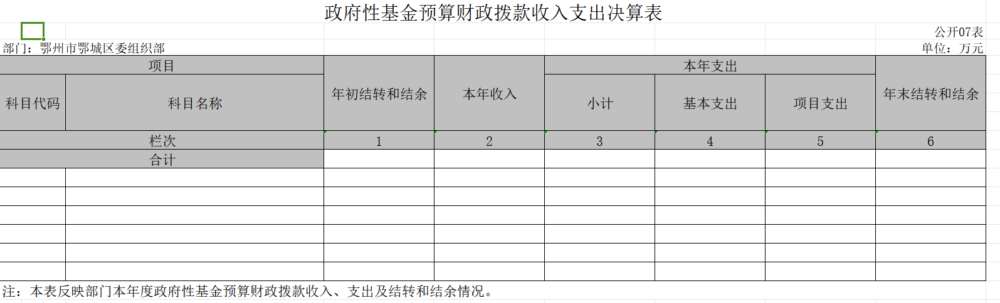 政府性基金预算财政拨款收入支出决算表
公开07表
部门：鄂州市鄂城区委组织部 单位：万元
项目 本年支出
年初结转和结余 本年收入 年末结转和结余
科目代码 科目名称 小计 基本支出 项目支出
栏次 1 2 3 4 5 6
合计
注：本表反映部门本年度政府性基金预算财政拨款收入、支出及结转和结余情况。